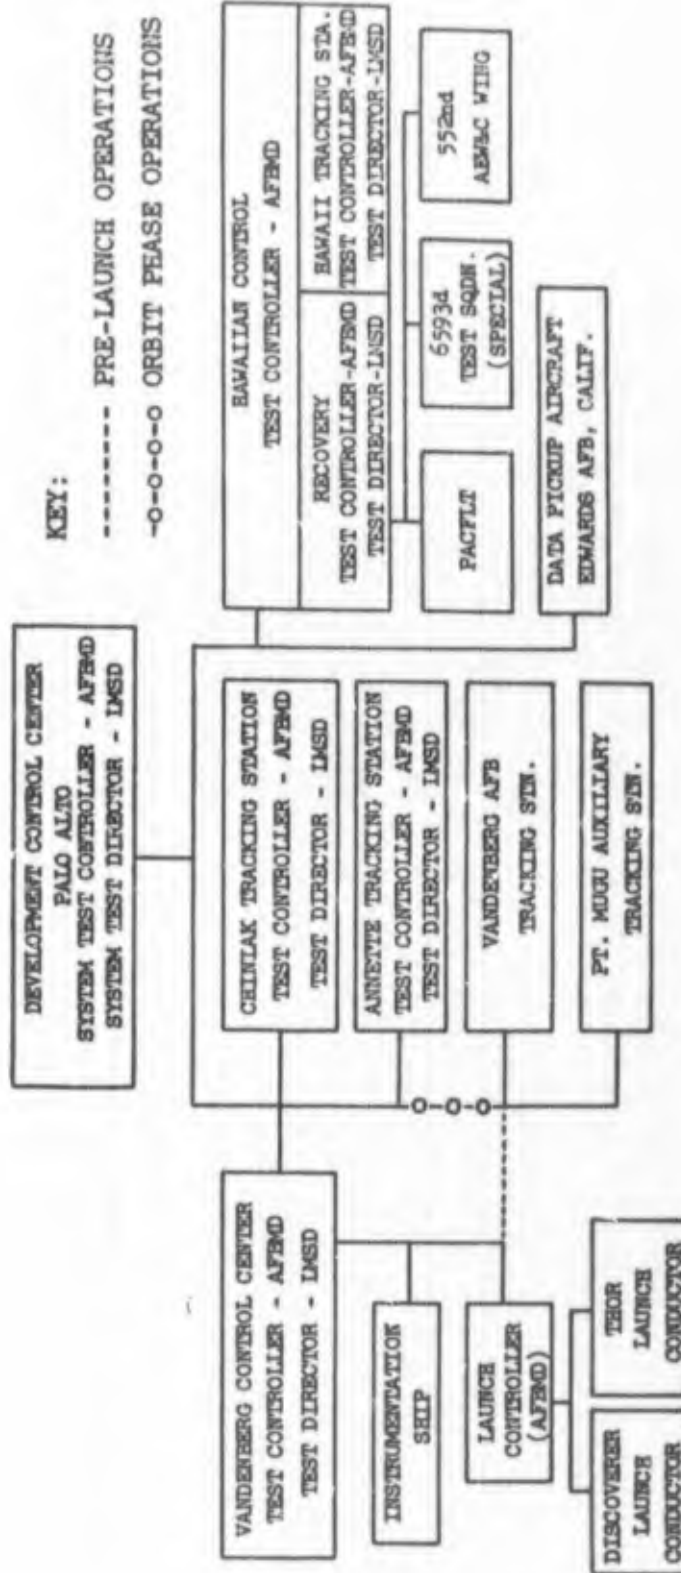 DEVELOPMENT CONTROL CENTER
PALO ALTO
SYSTEM TEST CONTROLLER - AFBMD
SYSTEM TEST DIRECTOR - LMSD
KEY:
-------- PRE-LAUNCH OPERATIONS
-o-o-o-o ORBIT PHASE OPERATIONS
VANDENBERG CONTROL CENTER
TEST CONTROLLER - AFBMD
TEST DIRECTOR - LMSD
INSTRUMENTATION
SHIP
LAUNCH
CONTROLLER
(AFBMD)
DISCOVERER
LAUNCH
CONDUCTOR
THOR
LAUNCH
CONDUCTOR
CHINIAK TRACKING STATION
TEST CONTROLLER - AFBMD
TEST DIRECTOR - LMSD
ANNETTE TRACKING STATION
TEST CONTROLLER - AFBMD
TEST DIRECTOR - LMSD
VANDENBERG AFB
TRACKING STN.
PT. MUGU AUXILLARY
TRACKING STN.
HAWAIIAN CONTROL
TEST CONTROLLER - AFBMD
RECOVERY
TEST CONTROLLER-AFBMD
TEST DIRECTOR-LMSD
HAWAII TRACKING STA.
TEST CONTROLLER-AFBMD
TEST DIRECTOR-LMSD
PACFLT
6593d
TEST SQDN.
(SPECIAL)
552nd
AEW&C WING
DATA PICKUP AIRCRAFT
EDWARDS AFB, CALIF.